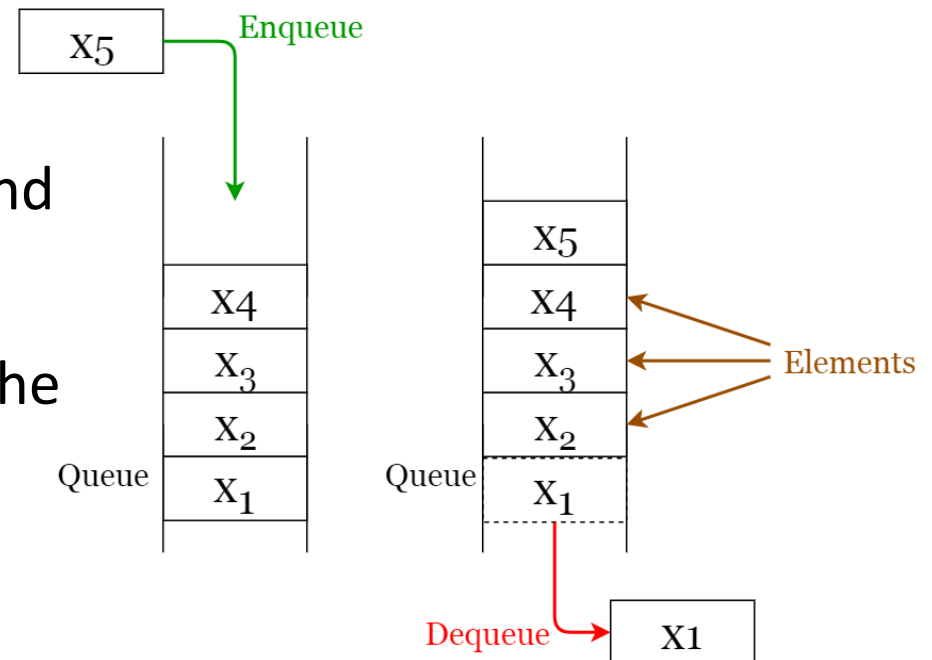 X5
Enqueue
nd
he
X4
X3
X2
X1
Queue
X5
X4
X3
X2
X1
Queue
Elements
Dequeue
X1